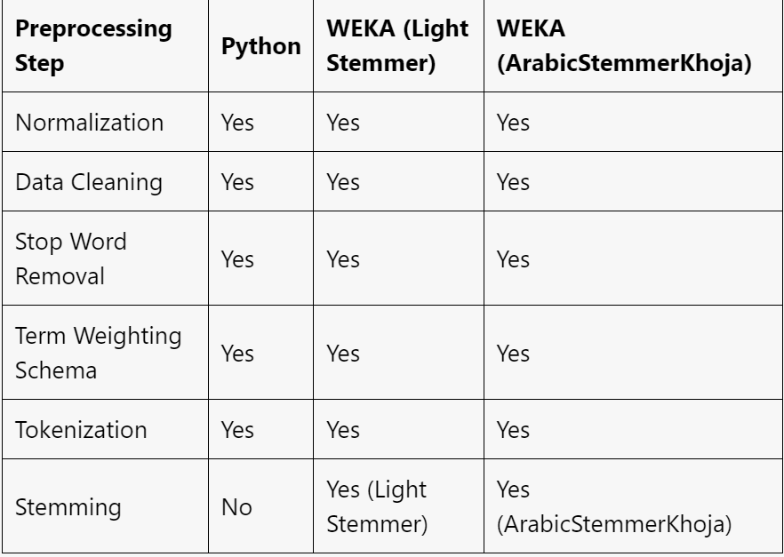 Preprocessing Step | Python | WEKA (Light Stemmer) | WEKA (ArabicStemmerKhoja)
Normalization | Yes | Yes | Yes
Data Cleaning | Yes | Yes | Yes
Stop Word Removal | Yes | Yes | Yes
Term Weighting Schema | Yes | Yes | Yes
Tokenization | Yes | Yes | Yes
Stemming | No | Yes (Light Stemmer) | Yes (ArabicStemmerKhoja)